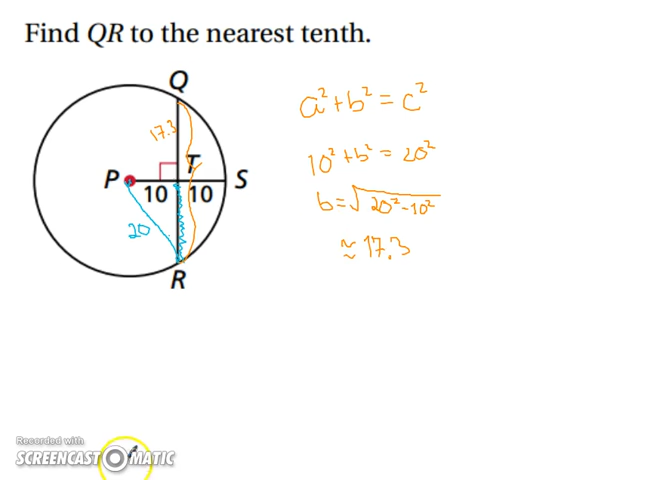 Find QR to the nearest tenth.
Q
a² + b² = c²
17.3
10² + b² = 20²
T
P
S
10
10
b = √20² - 10²
20
≈ 17.3
R
Recorded with
SCREENCAST MATIC